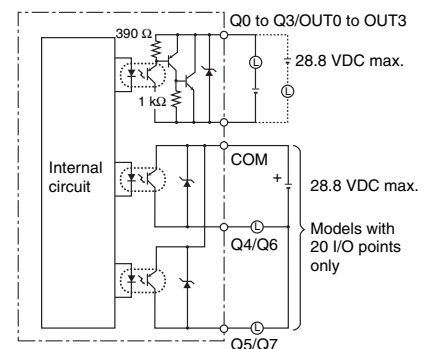 Q0 to Q3/OUT0 to OUT3
390 Ω
28.8 VDC max.
L
L
1 kΩ
Internal
circuit
COM
+
28.8 VDC max.
Models with
20 I/O points
only
L
Q4/Q6
L
Q5/Q7